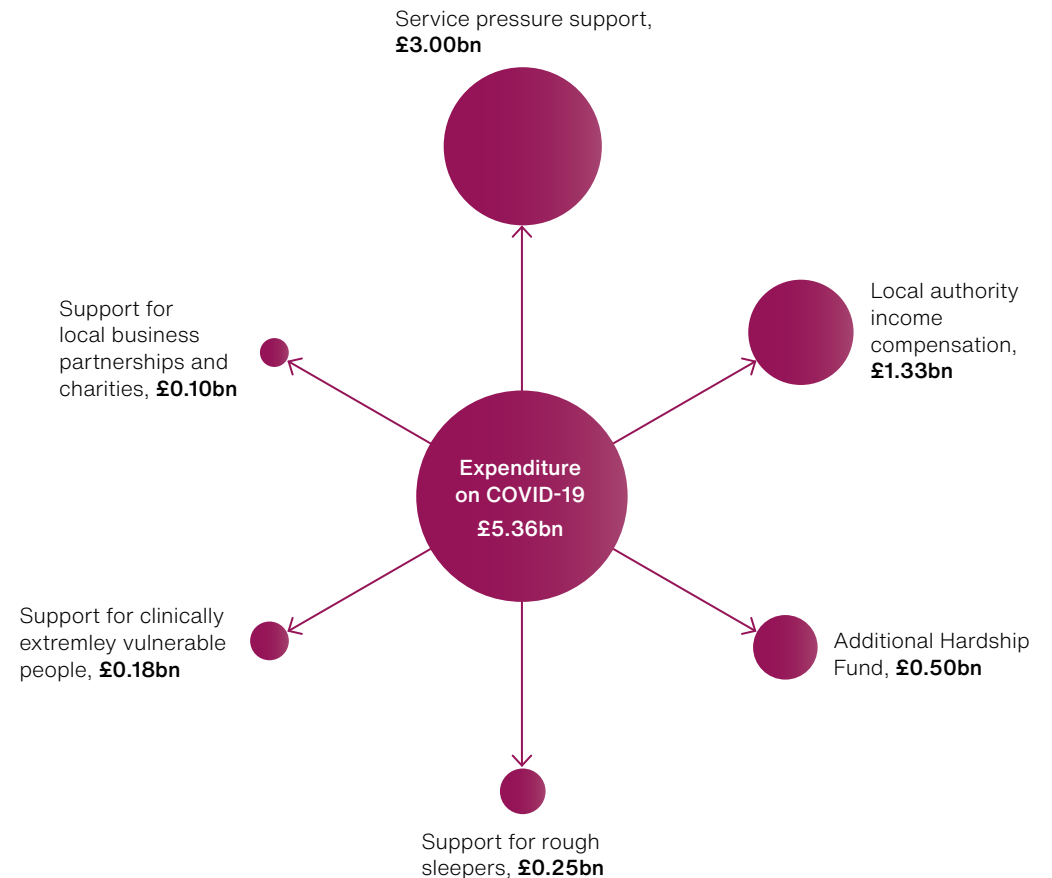 Service pressure support,
£3.00bn
Local authority
income
compensation,
£1.33bn
Support for
local business
partnerships and
charities, £0.10bn
Expenditure
on COVID-19
£5.36bn
Support for clinically
extremley vulnerable
people, £0.18bn
Additional Hardship
Fund, £0.50bn
Support for rough
sleepers, £0.25bn